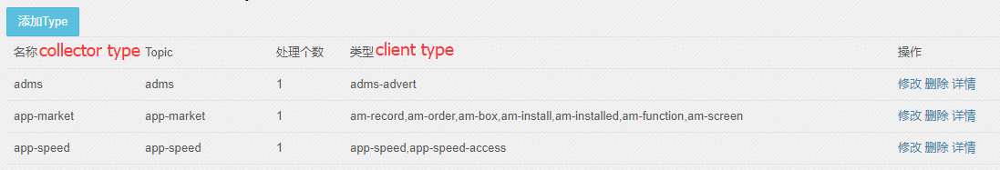 添加Type
名称collector type Topic 处理个数 类型client type 操作
adms adms 1 adms-advert 修改 删除 详情
app-market app-market 1 am-record,am-order,am-box,am-install,am-installed,am-function,am-screen 修改 删除 详情
app-speed app-speed 1 app-speed,app-speed-access 修改 删除 详情